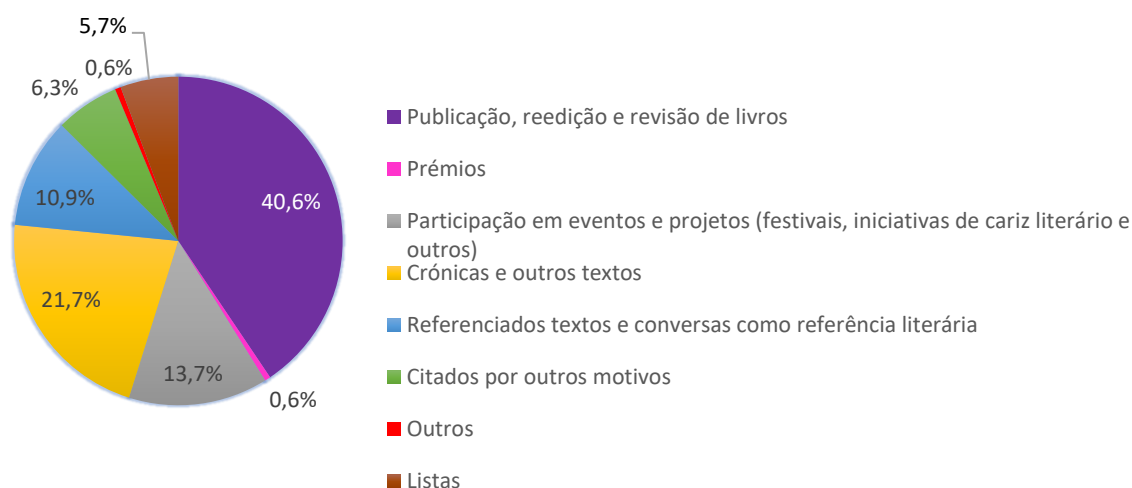 5,7%
0,6%
6,3%
10,9%
40,6%
21,7%
13,7%
0,6%
Publicação, reedição e revisão de livros
Prémios
Participação em eventos e projetos (festivais, iniciativas de cariz literário e
outros)
Crónicas e outros textos
Referenciados textos e conversas como referência literária
Citados por outros motivos
Outros
Listas